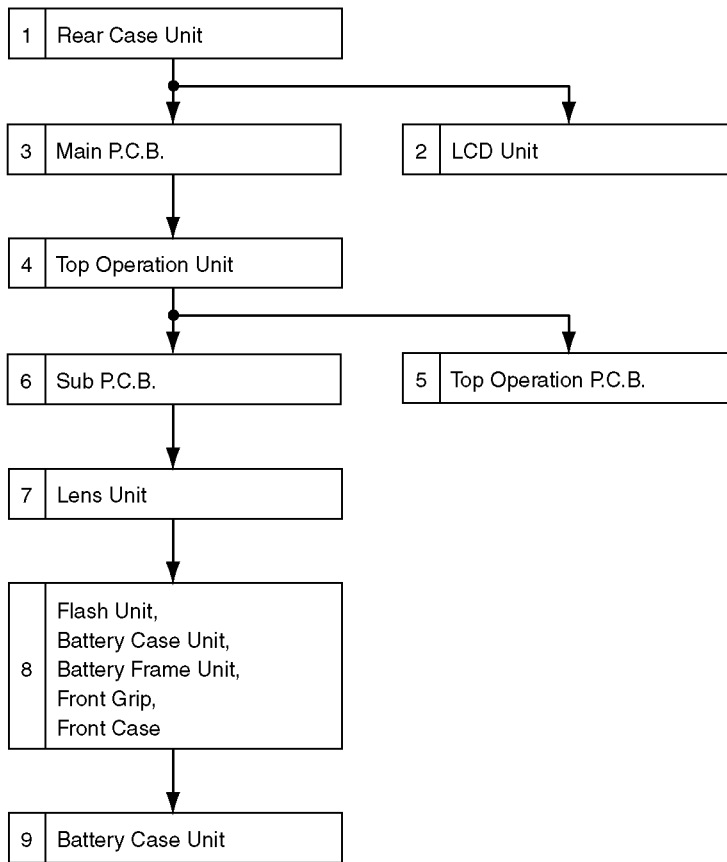 1 Rear Case Unit
3 Main P.C.B.
2 LCD Unit
4 Top Operation Unit
6 Sub P.C.B.
5 Top Operation P.C.B.
7 Lens Unit
8
Flash Unit,
Battery Case Unit,
Battery Frame Unit,
Front Grip,
Front Case
9 Battery Case Unit